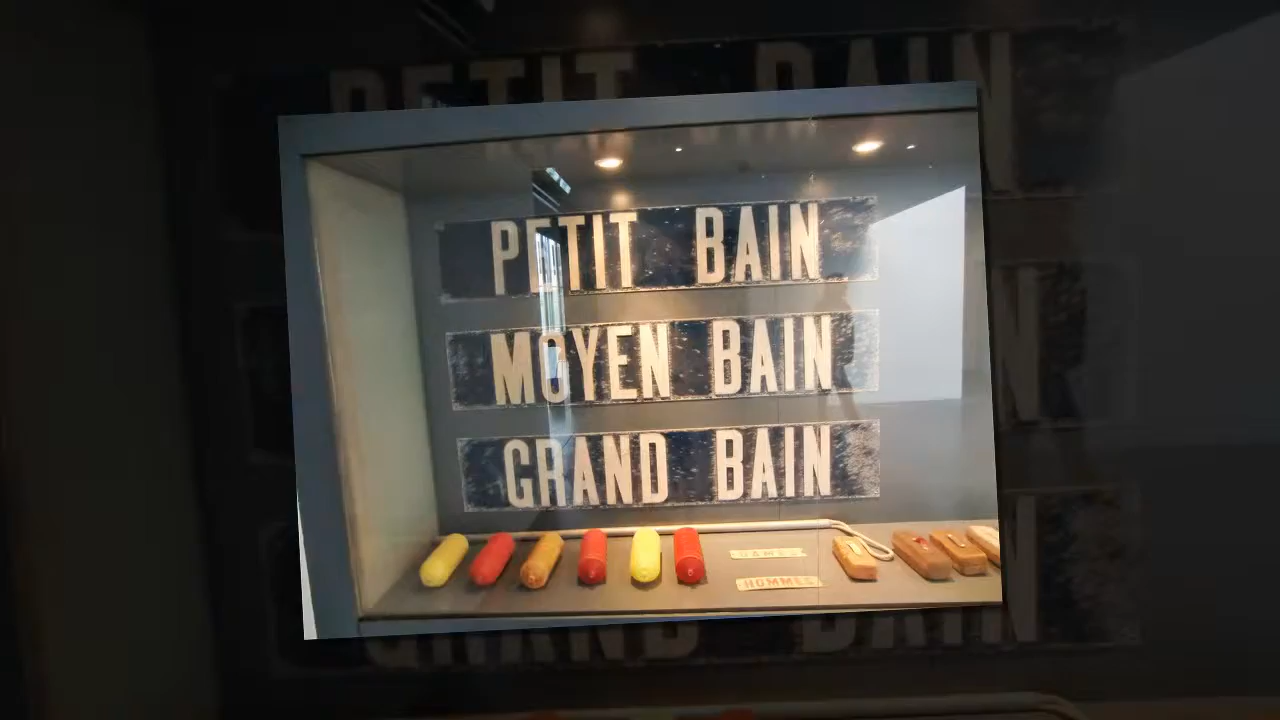 PETIT BAIN
MOYEN BAIN
GRAND BAIN
DAMES
HOMMES